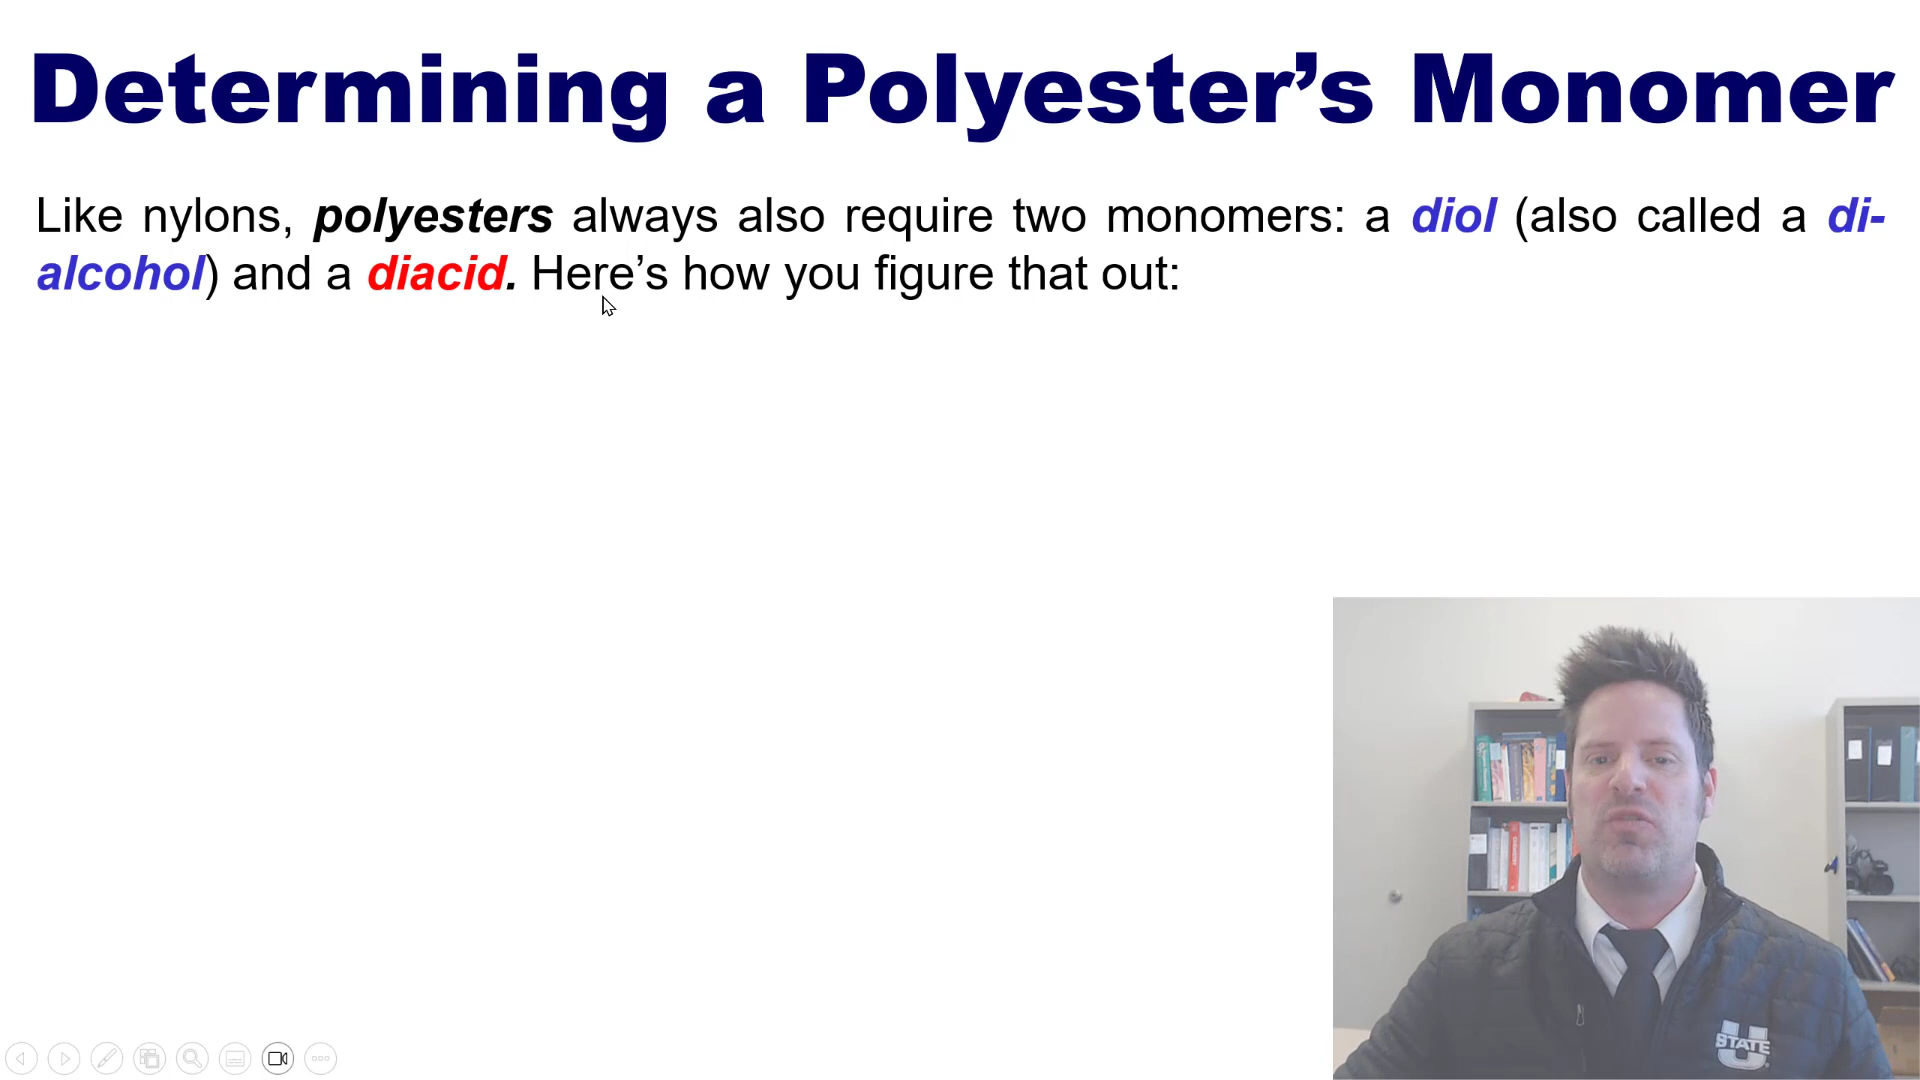 Determining a Polyester’s Monomer
Like nylons, polyesters always also require two monomers: a diol (also called a di-
alcohol) and a diacid. Here’s how you figure that out:
CHEMISTRY
U STATE